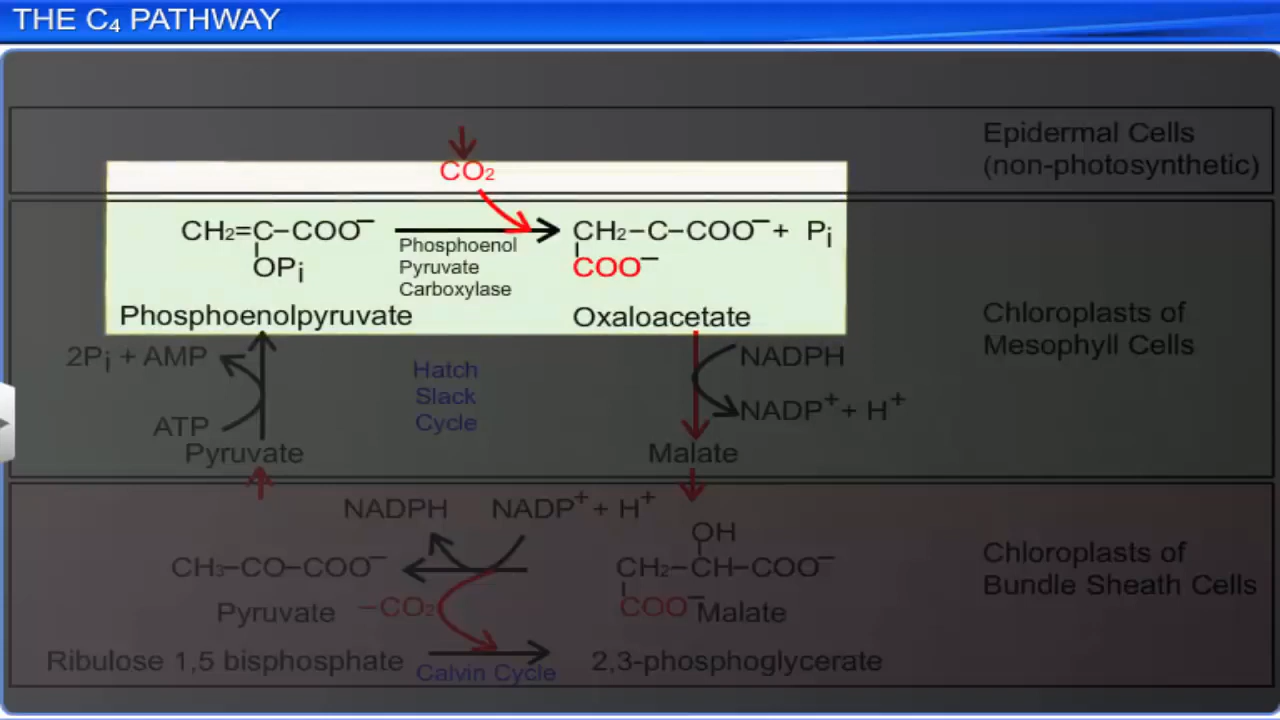 THE C₄ PATHWAY
Epidermal Cells
(non-photosynthetic)
CO₂
CH₂=C–COO⁻
OPi
Phosphoenol
Pyruvate
Carboxylase
CH₂–C–COO⁻ + Pi
COO⁻
Phosphoenolpyruvate
Oxaloacetate
Chloroplasts of
Mesophyll Cells
2Pi + AMP
ATP
Pyruvate
Hatch
Slack
Cycle
NADPH
NADP⁺ + H⁺
Malate
NADPH
NADP⁺ + H⁺
OH
CH₃–CO–COO⁻
CH₂–CH–COO⁻
Pyruvate
–CO₂
COO⁻ Malate
Chloroplasts of
Bundle Sheath Cells
Ribulose 1,5 bisphosphate
Calvin Cycle
2,3-phosphoglycerate